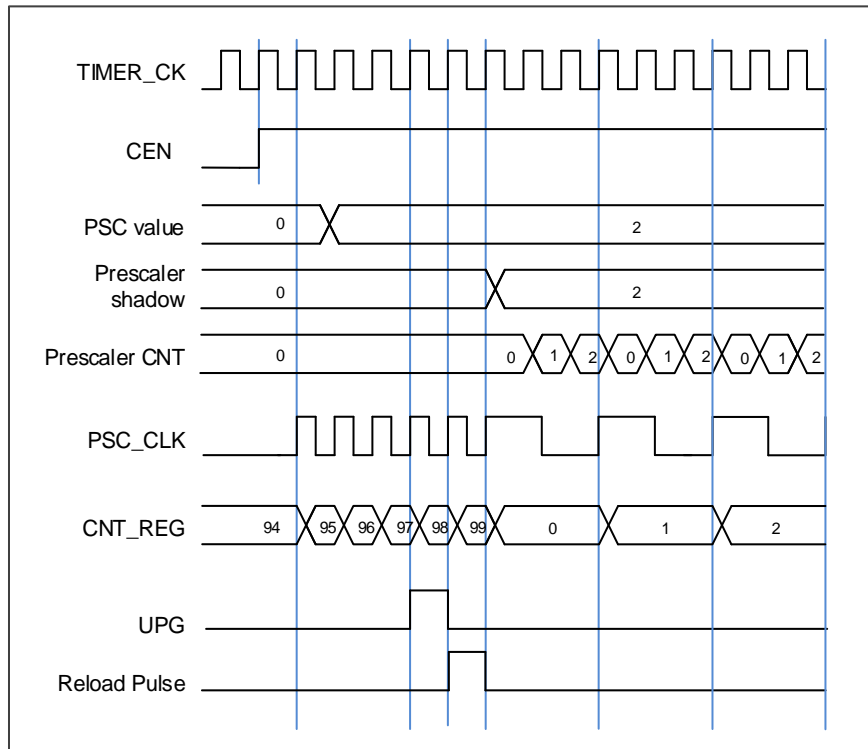 TIMER_CK
CEN
PSC value 0 2
Prescaler
shadow 0 2
Prescaler CNT 0 0 1 2 0 1 2 0 1 2
PSC_CLK
CNT_REG 94 95 96 97 98 99 0 1 2
UPG
Reload Pulse